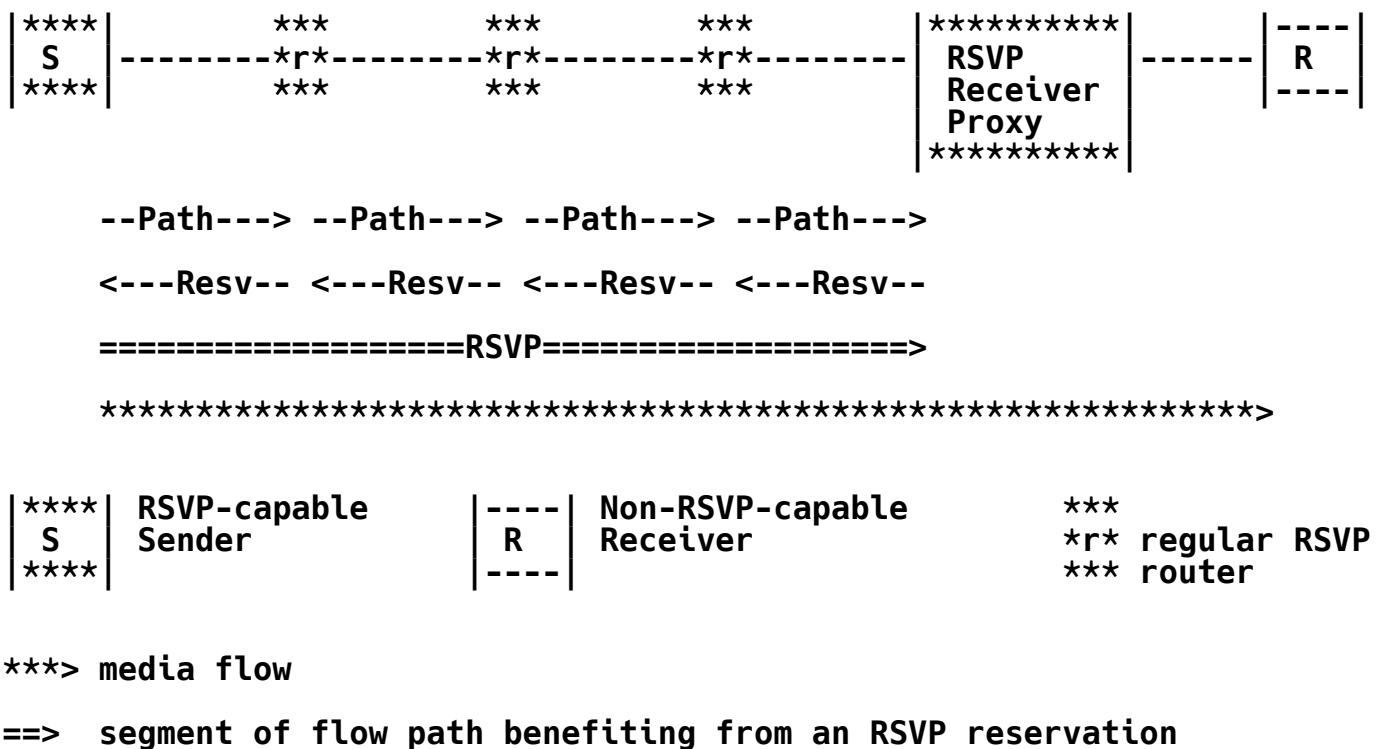 |****|        ***        ***        ***        |**********|      |----|
| S  |--------*r*--------*r*--------*r*--------| RSVP     |------| R  |
|****|        ***        ***        ***        | Receiver |      |----|
                                               | Proxy    |
                                               |**********|
     --Path---> --Path---> --Path---> --Path--->
     <---Resv-- <---Resv-- <---Resv-- <---Resv--
     ===================RSVP===================>
     ************************************************************>
|****| RSVP-capable     |----| Non-RSVP-capable        ***
| S  | Sender           | R  | Receiver                *r* regular RSVP
|****|                  |----|                         *** router
***> media flow
==>  segment of flow path benefiting from an RSVP reservation